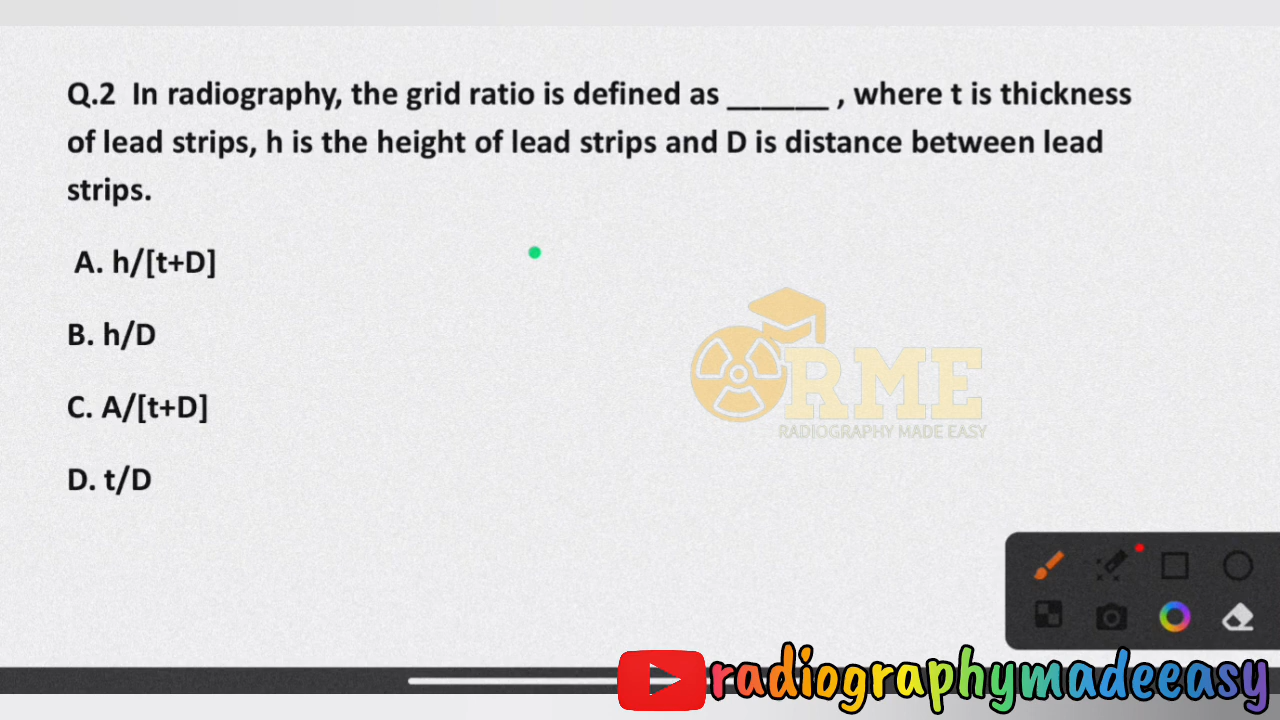 Q.2 In radiography, the grid ratio is defined as ______ , where t is thickness
of lead strips, h is the height of lead strips and D is distance between lead
strips.
A. h/[t+D]
B. h/D
C. A/[t+D]
D. t/D
RME
RADIOGRAPHY MADE EASY
radiographymadeeasy